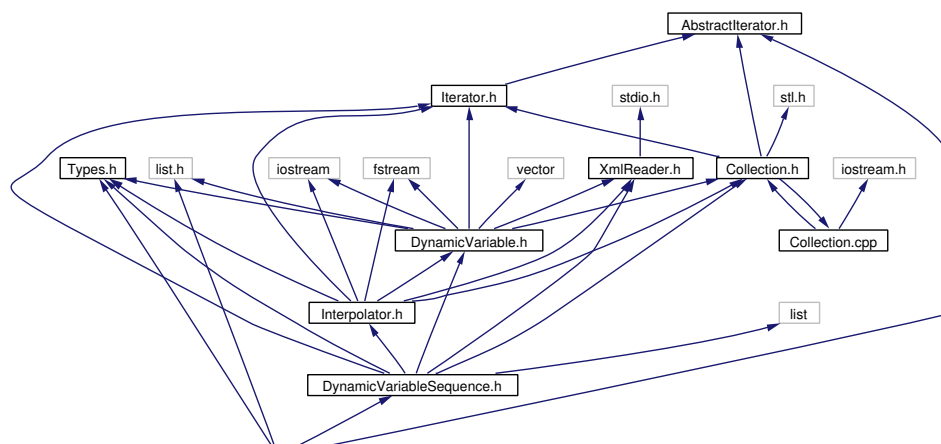 AbstractIterator.h
Iterator.h
stdio.h
stl.h
Types.h
list.h
iostream
fstream
vector
XmlReader.h
Collection.h
iostream.h
DynamicVariable.h
Collection.cpp
Interpolator.h
list
DynamicVariableSequence.h